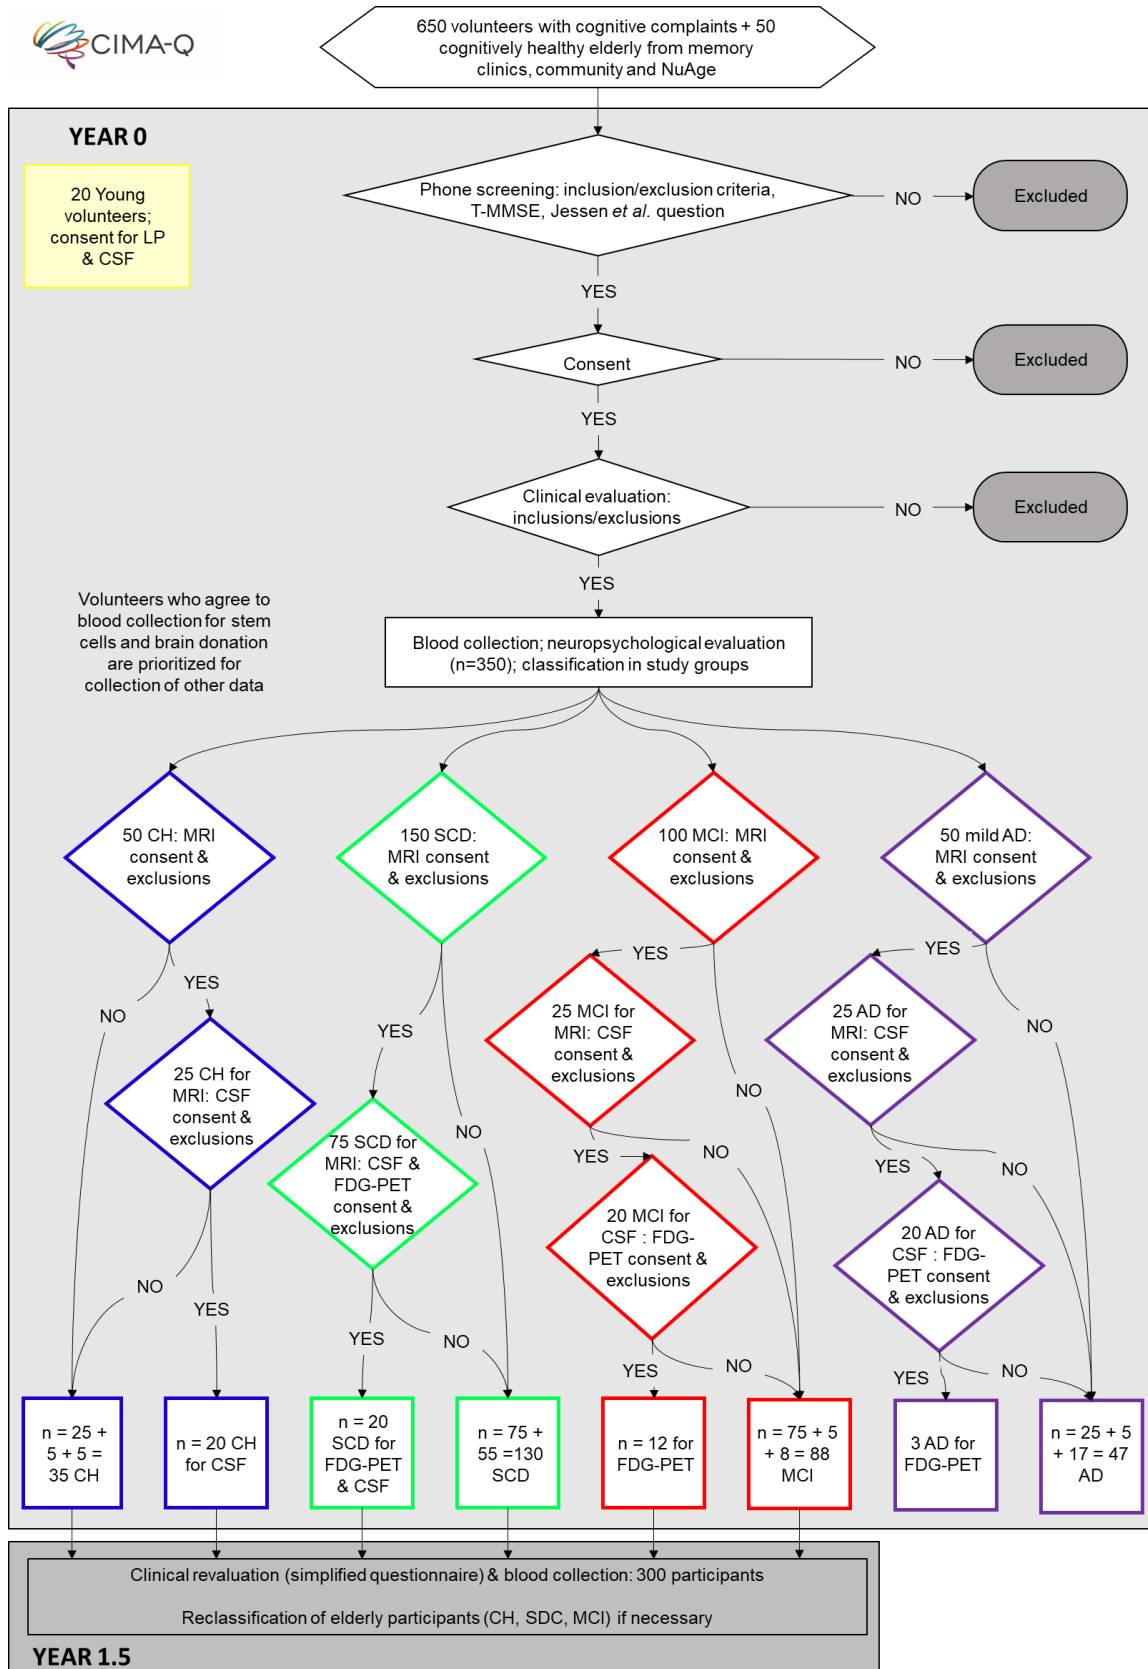 CIMA-Q
650 volunteers with cognitive complaints + 50
cognitively healthy elderly from memory
clinics, community and NuAge
YEAR 0
20 Young
volunteers;
consent for LP
& CSF
Phone screening: inclusion/exclusion criteria,
T-MMSE, Jessen et al. question
NO
Excluded
YES
Consent
NO
Excluded
YES
Clinical evaluation:
inclusions/exclusions
NO
Excluded
YES
Volunteers who agree to
blood collection for stem
cells and brain donation
are prioritized for
collection of other data
Blood collection; neuropsychological evaluation
(n=350); classification in study groups
50 CH: MRI
consent &
exclusions
150 SCD:
MRI consent
& exclusions
100 MCI: MRI
consent &
exclusions
50 mild AD:
MRI consent
& exclusions
YES
NO
YES
NO
YES
NO
YES
NO
25 CH for
MRI: CSF
consent &
exclusions
75 SCD for
MRI: CSF &
FDG-PET
consent &
exclusions
25 MCI for
MRI: CSF
consent &
exclusions
25 AD for
MRI: CSF
consent &
exclusions
YES
NO
YES
NO
20 MCI for
CSF : FDG-
PET consent &
exclusions
20 AD for
CSF : FDG-
PET consent
& exclusions
NO
YES
YES
NO
YES
NO
YES
NO
n = 25 +
5 + 5 =
35 CH
n = 20 CH
for CSF
n = 20
SCD for
FDG-PET
& CSF
n = 75 +
55 =130
SCD
n = 12 for
FDG-PET
n = 75 + 5
+ 8 = 88
MCI
3 AD for
FDG-PET
n = 25 + 5
+ 17 = 47
AD
Clinical revaluation (simplified questionnaire) & blood collection: 300 participants
Reclassification of elderly participants (CH, SDC, MCI) if necessary
YEAR 1.5